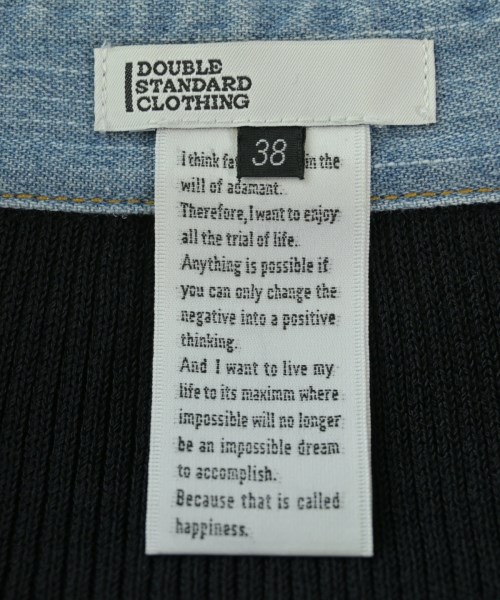 DOUBLE
STANDARD
CLOTHING
38
I think in the
will of adamant.
Therefore, I want to enjoy
all the trial of life.
Anything is possible if
you can only change the
negative into a positive
thinking.
And I want to live my
life to its maximm where
impossible will no longer
be an impossible dream
to accomplish.
Because that is called
happiness.